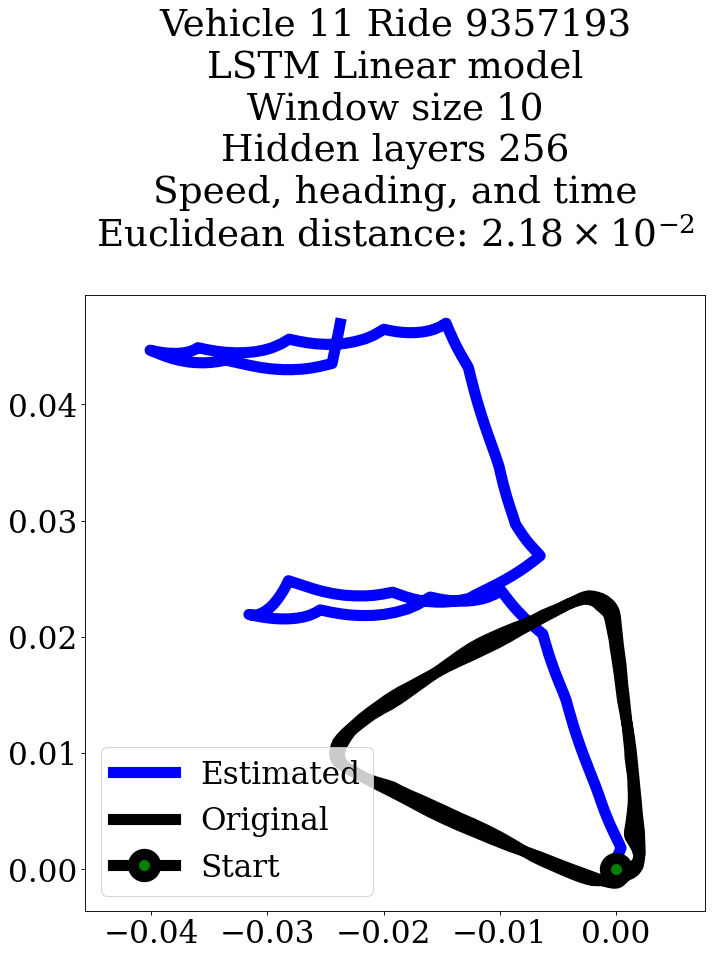 Vehicle 11 Ride 9357193
LSTM Linear model
Window size 10
Hidden layers 256
Speed, heading, and time
Euclidean distance: 2.18 × 10⁻²
0.04
0.03
0.02
0.01
0.00
Estimated
Original
Start
−0.04 −0.03 −0.02 −0.01 0.00